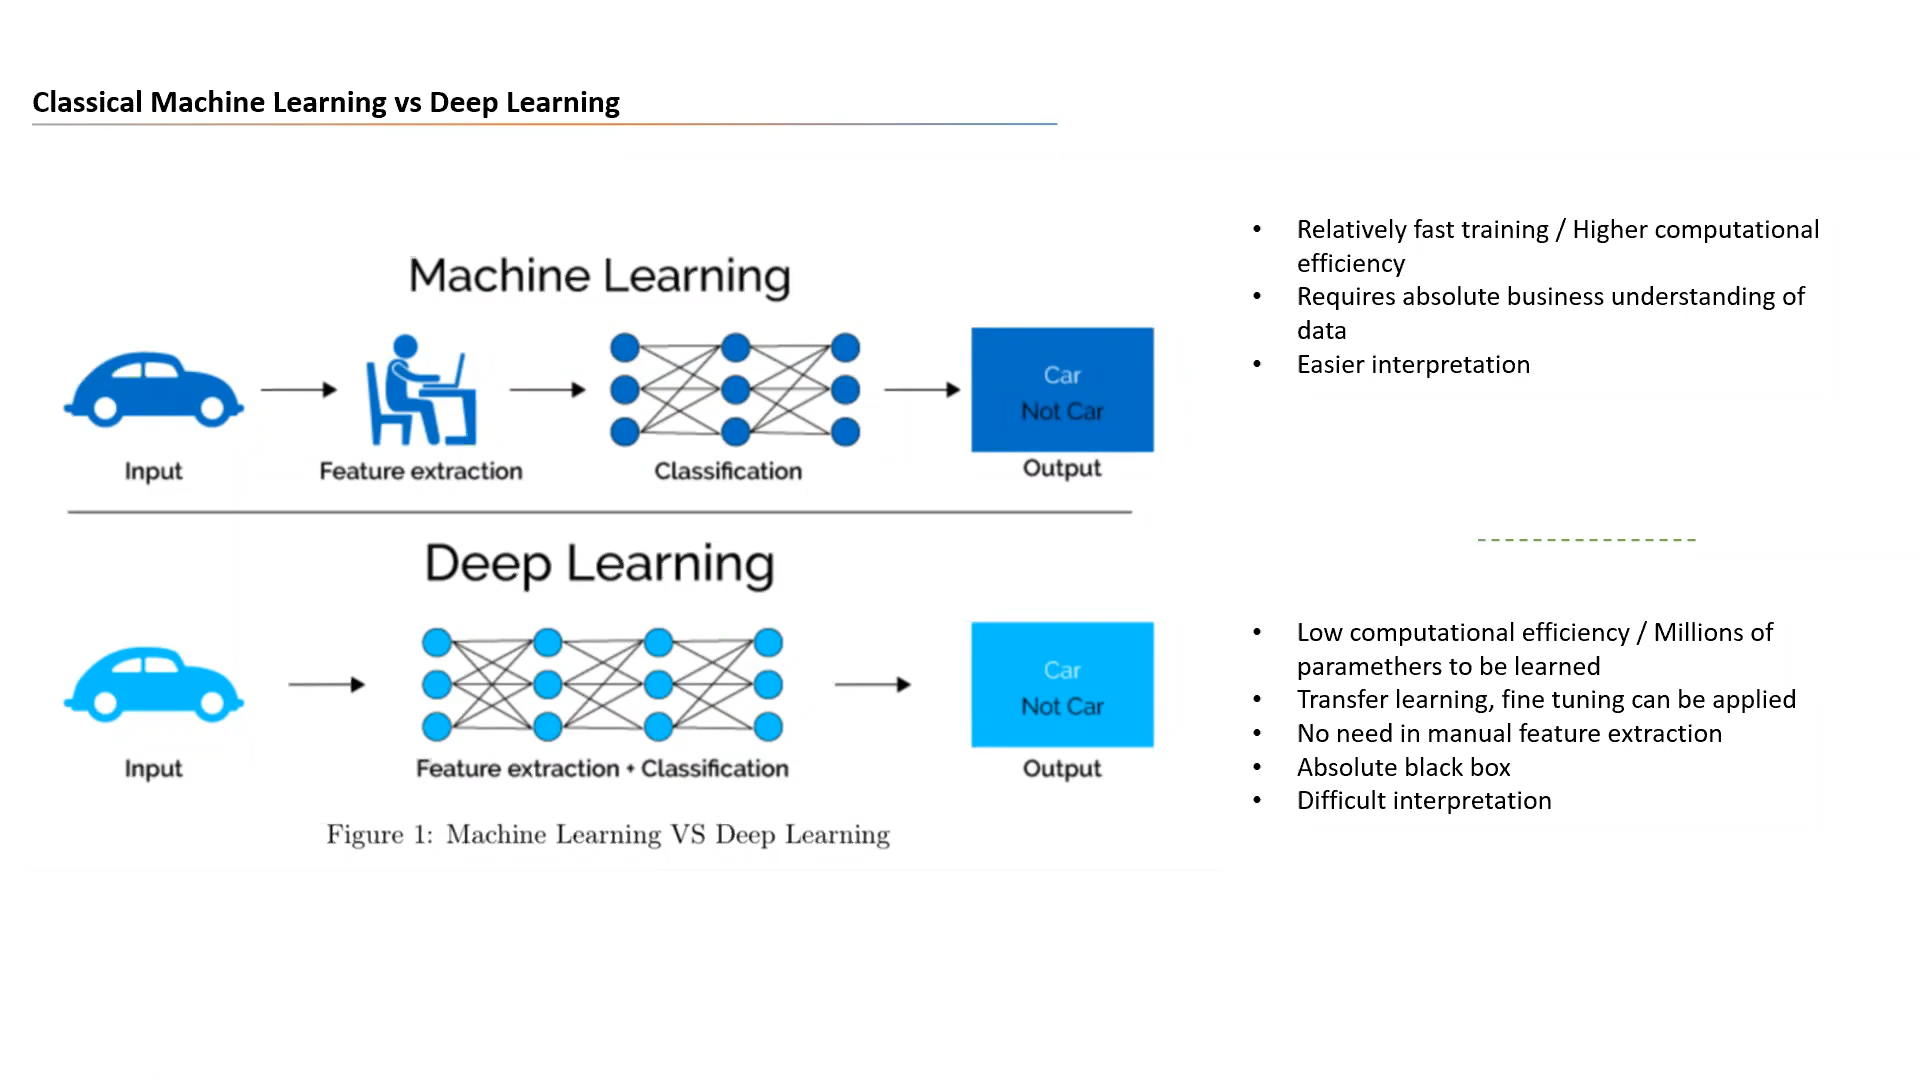 Classical Machine Learning vs Deep Learning
Machine Learning
Input
Feature extraction
Classification
Car
Not Car
Output
• Relatively fast training / Higher computational
efficiency
• Requires absolute business understanding of
data
• Easier interpretation
Deep Learning
Input
Feature extraction + Classification
Car
Not Car
Output
Figure 1: Machine Learning VS Deep Learning
• Low computational efficiency / Millions of
paramethers to be learned
• Transfer learning, fine tuning can be applied
• No need in manual feature extraction
• Absolute black box
• Difficult interpretation